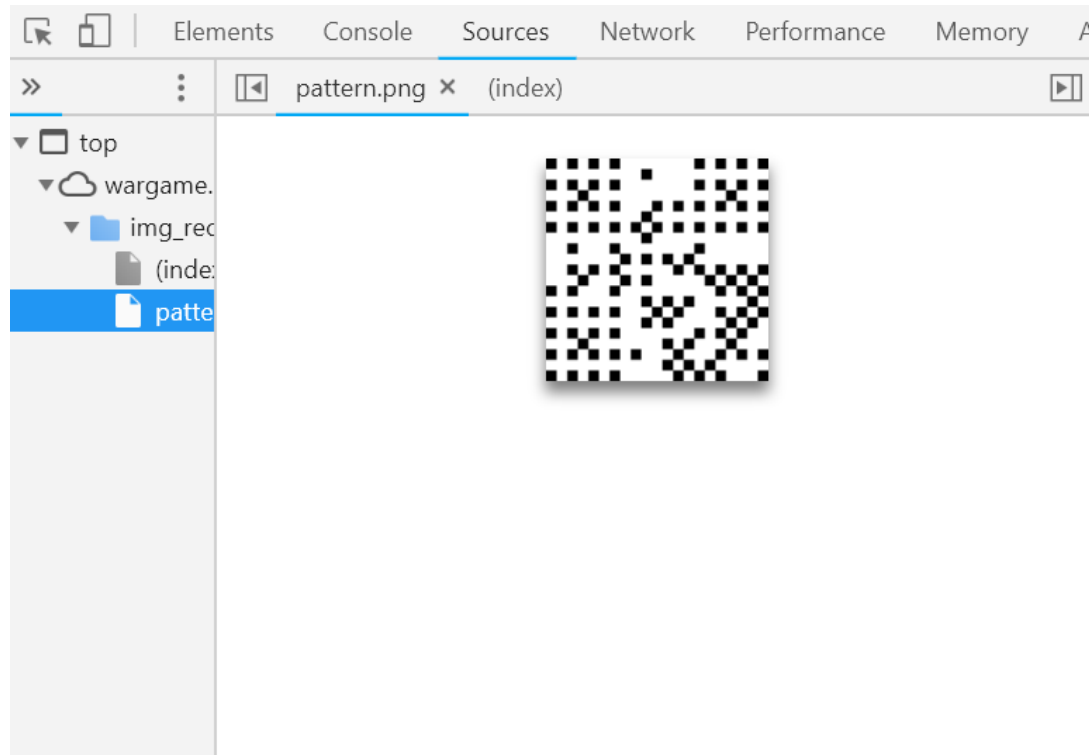 Elements Console Sources Network Performance Memory
pattern.png × (index)
top
wargame.
img_rec
(inde
patte